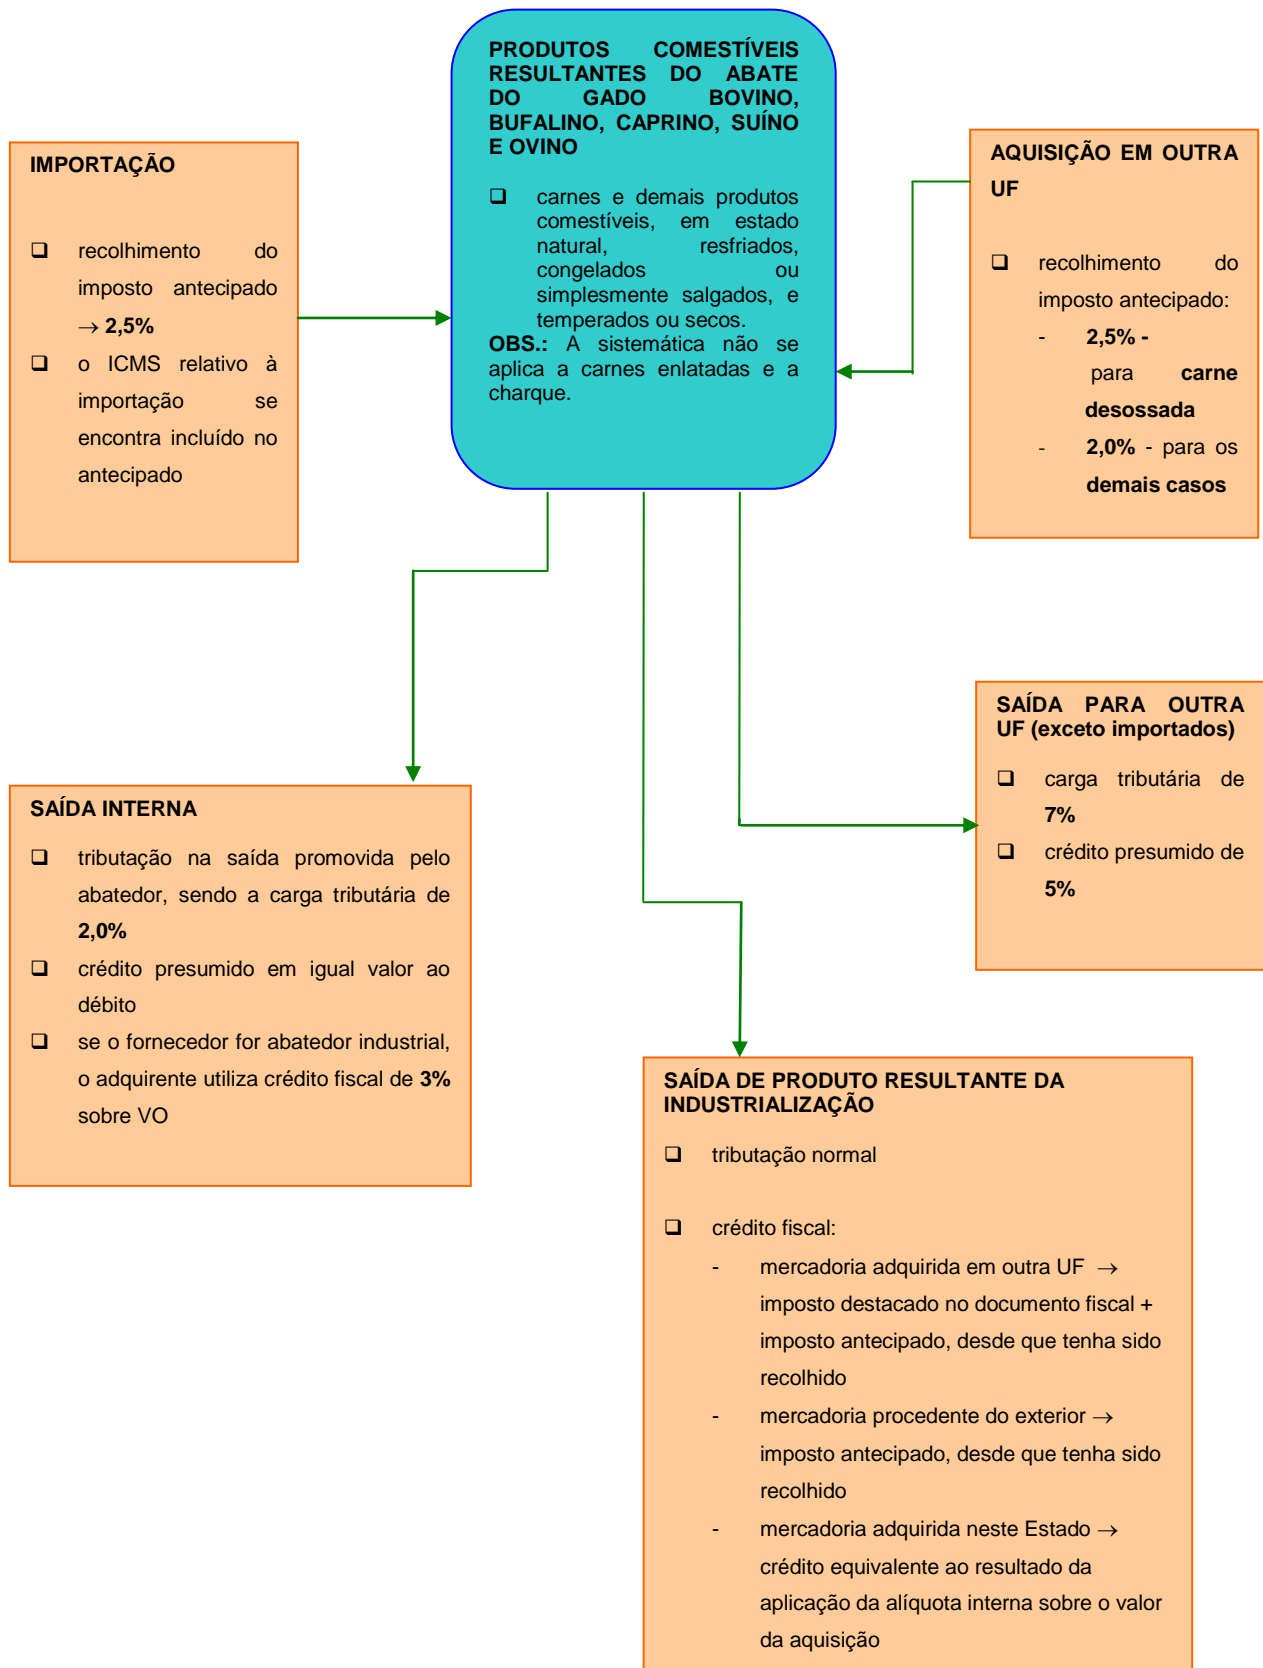 PRODUTOS COMESTÍVEIS
RESULTANTES DO ABATE
DO GADO BOVINO,
BUFALINO, CAPRINO, SUÍNO
E OVINO
❑ carnes e demais produtos
comestíveis, em estado
natural, resfriados,
congelados ou
simplesmente salgados, e
temperados ou secos.
OBS.: A sistemática não se
aplica a carnes enlatadas e a
charque.
IMPORTAÇÃO
❑ recolhimento do
imposto antecipado
→ 2,5%
❑ o ICMS relativo à
importação se
encontra incluído no
antecipado
AQUISIÇÃO EM OUTRA
UF
❑ recolhimento do
imposto antecipado:
- 2,5% -
para carne
desossada
- 2,0% - para os
demais casos
SAÍDA PARA OUTRA
UF (exceto importados)
❑ carga tributária de
7%
❑ crédito presumido de
5%
SAÍDA INTERNA
❑ tributação na saída promovida pelo
abatedor, sendo a carga tributária de
2,0%
❑ crédito presumido em igual valor ao
débito
❑ se o fornecedor for abatedor industrial,
o adquirente utiliza crédito fiscal de 3%
sobre VO
SAÍDA DE PRODUTO RESULTANTE DA
INDUSTRIALIZAÇÃO
❑ tributação normal
❑ crédito fiscal:
- mercadoria adquirida em outra UF →
imposto destacado no documento fiscal +
imposto antecipado, desde que tenha sido
recolhido
- mercadoria procedente do exterior →
imposto antecipado, desde que tenha sido
recolhido
- mercadoria adquirida neste Estado →
crédito equivalente ao resultado da
aplicação da alíquota interna sobre o valor
da aquisição